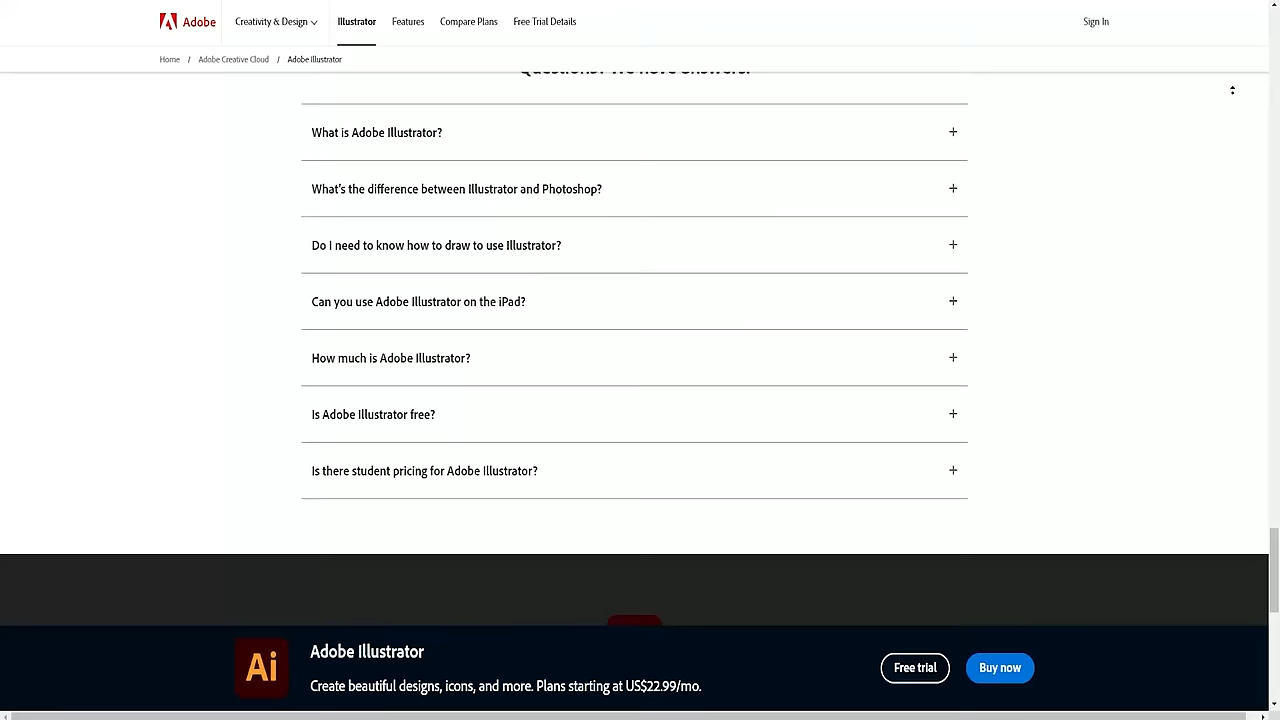 Adobe
Creativity & Design
Illustrator
Features
Compare Plans
Free Trial Details
Sign In
Home / Adobe Creative Cloud / Adobe Illustrator
Questions? We have answers.
What is Adobe Illustrator?
What's the difference between Illustrator and Photoshop?
Do I need to know how to draw to use Illustrator?
Can you use Adobe Illustrator on the iPad?
How much is Adobe Illustrator?
Is Adobe Illustrator free?
Is there student pricing for Adobe Illustrator?
Ai
Adobe Illustrator
Create beautiful designs, icons, and more. Plans starting at US$22.99/mo.
Free trial
Buy now